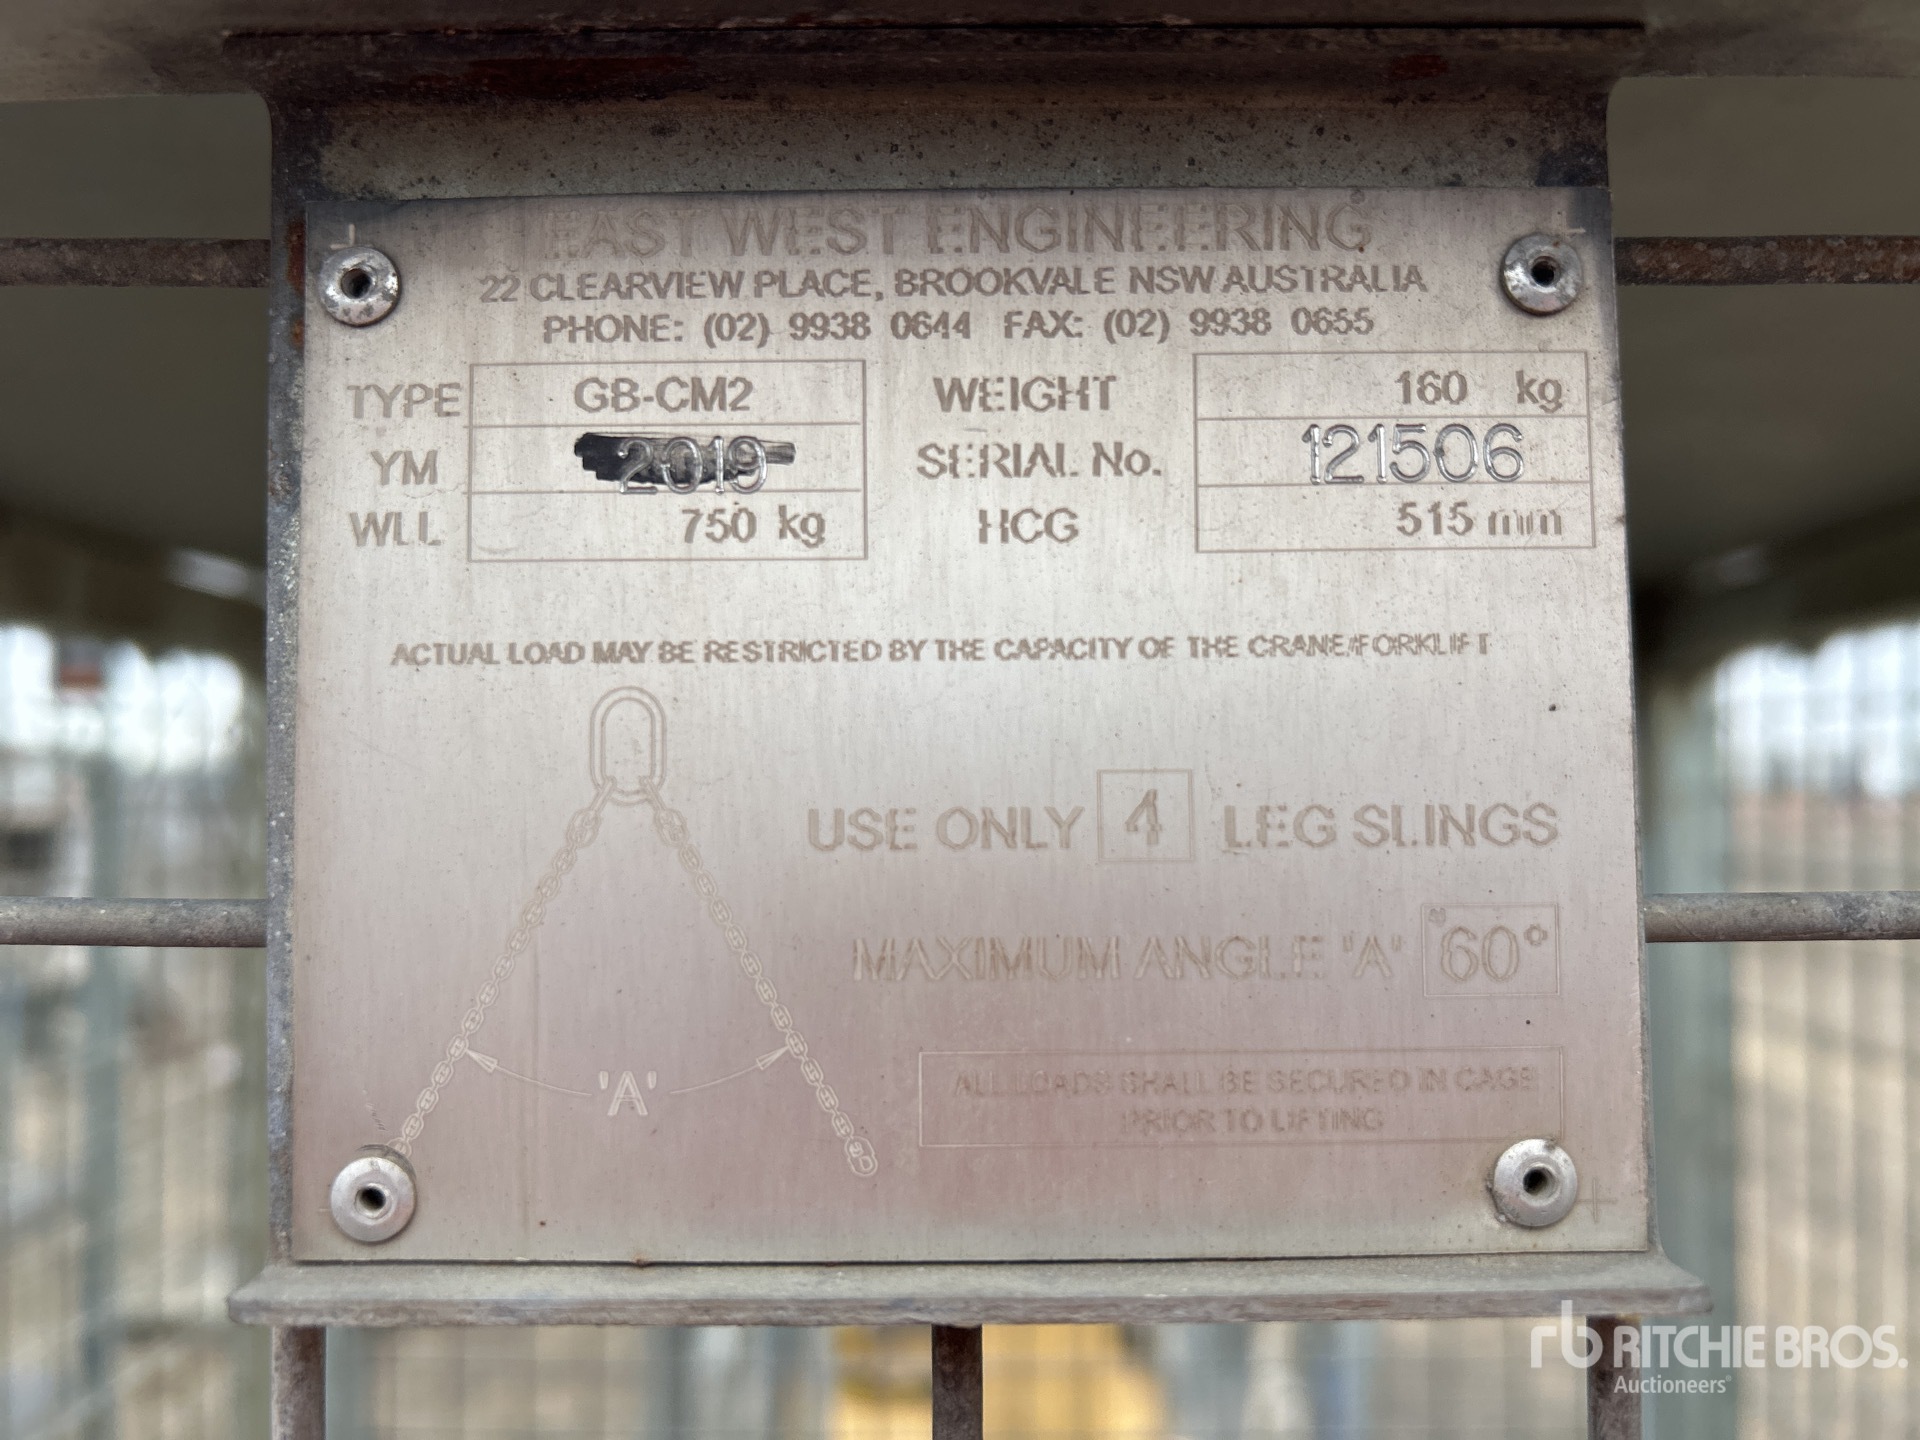 EAST WEST ENGINEERING
22 CLEARVIEW PLACE, BROOKVALE NSW AUSTRALIA
PHONE: (02) 9938 0644 FAX: (02) 9938 0655
TYPE GB-CM2 WEIGHT 160 kg
YM 2019 SERIAL No. 121506
WLL 750 kg HCG 515 mm
ACTUAL LOAD MAY BE RESTRICTED BY THE CAPACITY OF THE CRANE/FORKLIFT
USE ONLY 4 LEG SLINGS
MAXIMUM ANGLE 'A' 60°
'A'
ALL LOADS SHALL BE SECURED IN CAGE
PRIOR TO LIFTING
rb RITCHIE BROS.
Auctioneers